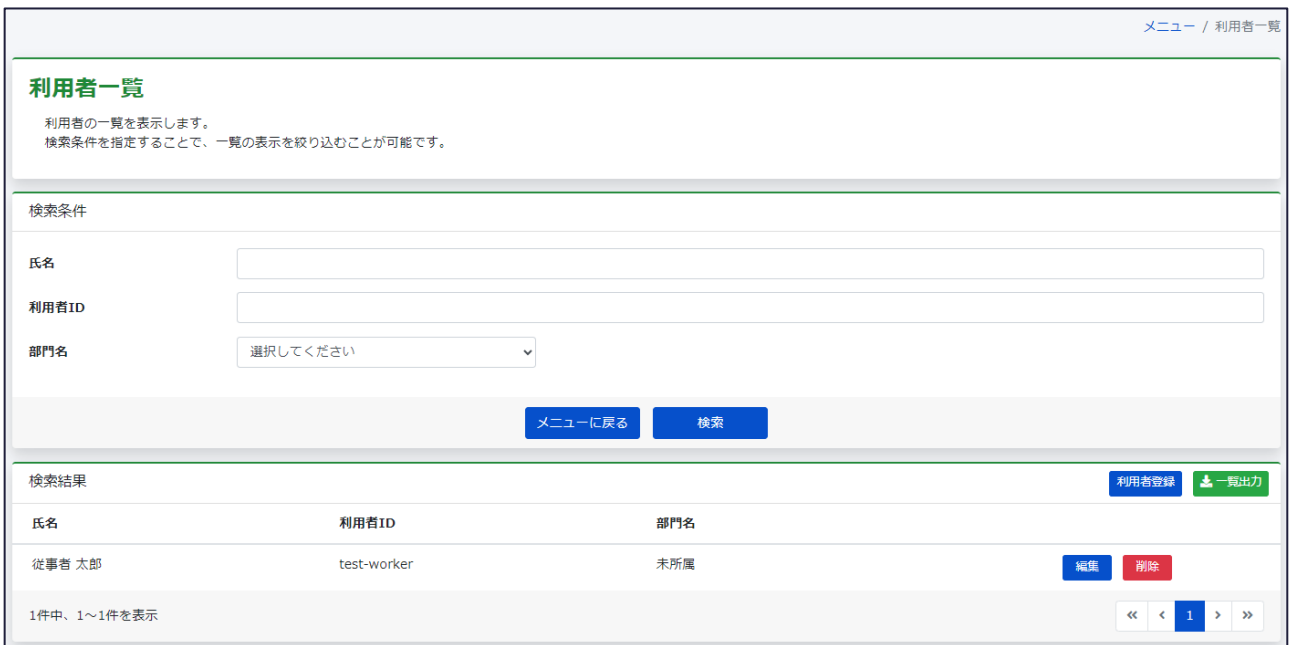 メニュー / 利用者一覧
利用者一覧
利用者の一覧を表示します。
検索条件を指定することで、一覧の表示を絞り込むことが可能です。
検索条件
氏名
利用者ID
部門名 選択してください
メニューに戻る 検索
検索結果 利用者登録 一覧出力
氏名 利用者ID 部門名
従事者 太郎 test-worker 未所属 編集 削除
1件中、1～1件を表示 « ‹ 1 › »